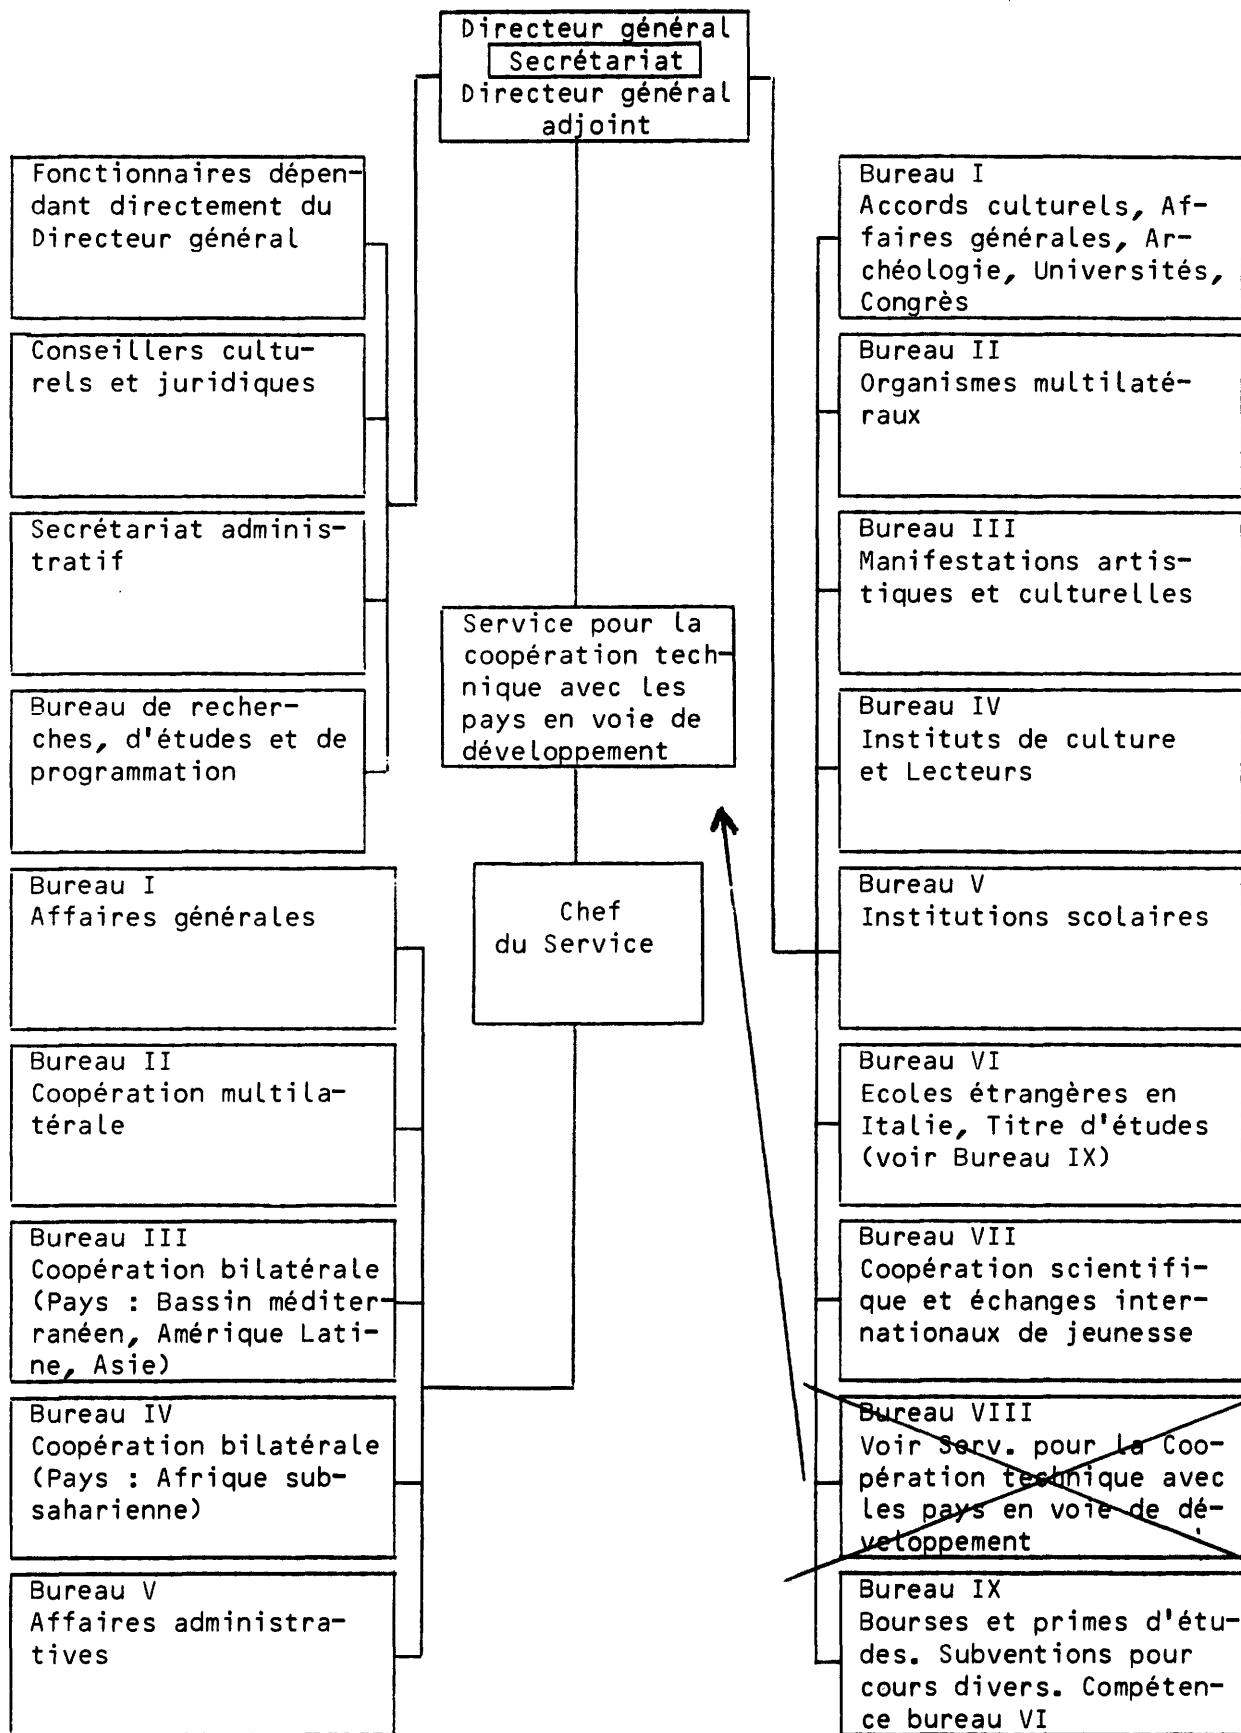 Directeur général
Secrétariat
Directeur général
adjoint
Fonctionnaires dépen-
dant directement du
Directeur général
Conseillers cultu-
rels et juridiques
Secrétariat adminis-
tratif
Bureau de recher-
ches, d'études et de
programmation
Service pour la
coopération tech-
nique avec les
pays en voie de
développement
Chef
du Service
Bureau I
Affaires générales
Bureau II
Coopération multila-
térale
Bureau III
Coopération bilatérale
(Pays : Bassin méditer-
ranéen, Amérique Lati-
ne, Asie)
Bureau IV
Coopération bilatérale
(Pays : Afrique sub-
saharienne)
Bureau V
Affaires administra-
tives
Bureau I
Accords culturels, Af-
faires générales, Ar-
chéologie, Universités,
Congrès
Bureau II
Organismes multilaté-
raux
Bureau III
Manifestations artis-
tiques et culturelles
Bureau IV
Instituts de culture
et Lecteurs
Bureau V
Institutions scolaires
Bureau VI
Ecoles étrangères en
Italie, Titre d'études
(voir Bureau IX)
Bureau VII
Coopération scientifi-
que et échanges inter-
nationaux de jeunesse
Bureau VIII
Voir Serv. pour la Coo-
pération technique avec
les pays en voie de dé-
veloppement
Bureau IX
Bourses et primes d'étu-
des. Subventions pour
cours divers. Compéten-
ce bureau VI